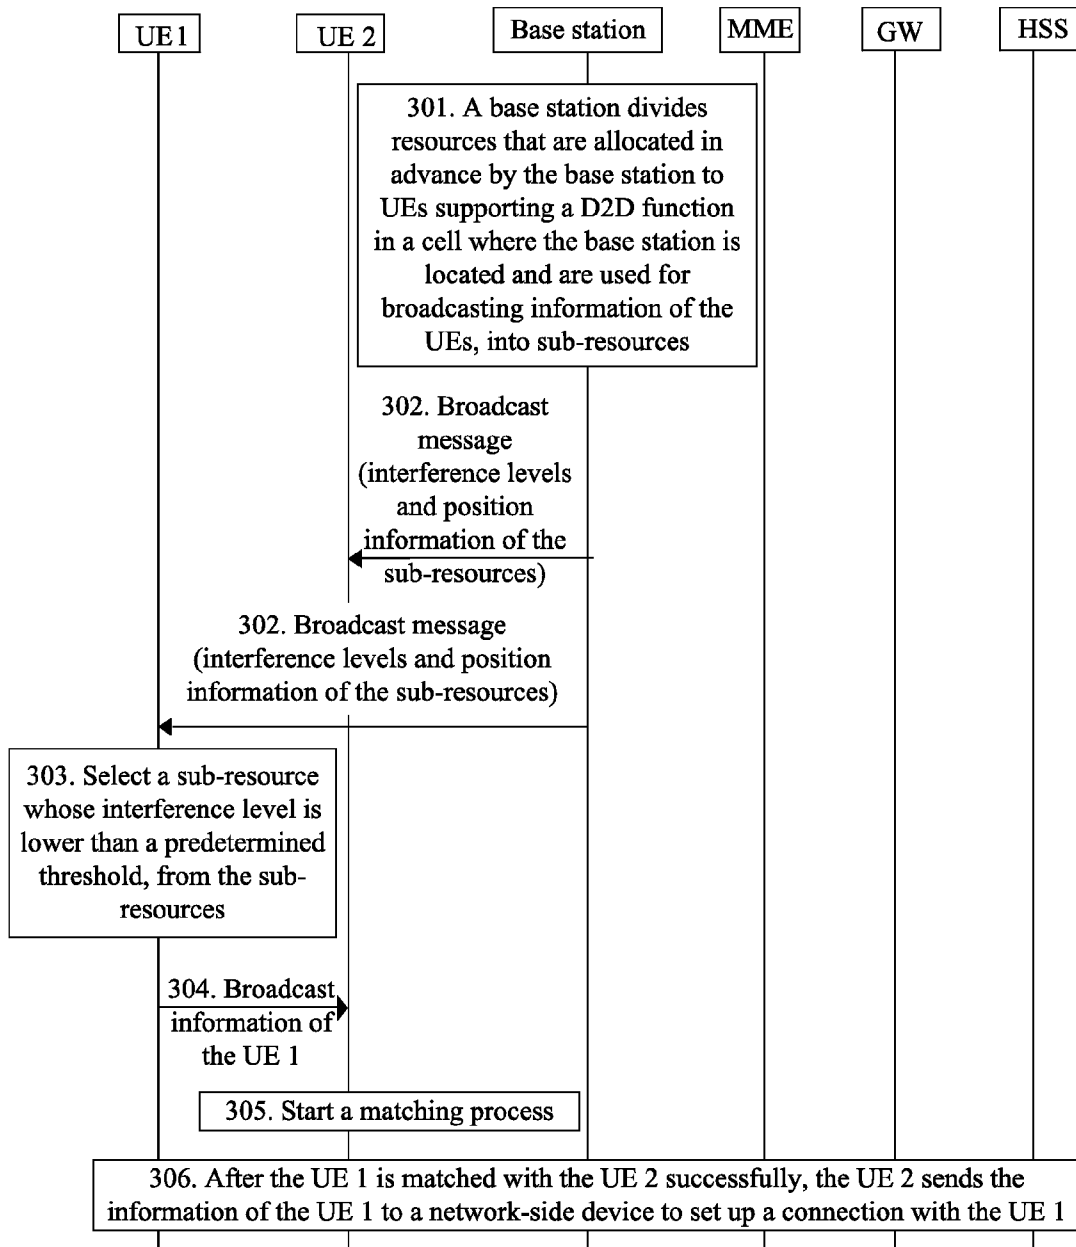 UE 1
UE 2
Base station
MME
GW
HSS
301. A base station divides
resources that are allocated in
advance by the base station to
UEs supporting a D2D function
in a cell where the base station is
located and are used for
broadcasting information of the
UEs, into sub-resources
302. Broadcast
message
(interference levels
and position
information of the
sub-resources)
302. Broadcast message
(interference levels and position
information of the sub-resources)
303. Select a sub-resource
whose interference level is
lower than a predetermined
threshold, from the sub-
resources
304. Broadcast
information of
the UE 1
305. Start a matching process
306. After the UE 1 is matched with the UE 2 successfully, the UE 2 sends the
information of the UE 1 to a network-side device to set up a connection with the UE 1